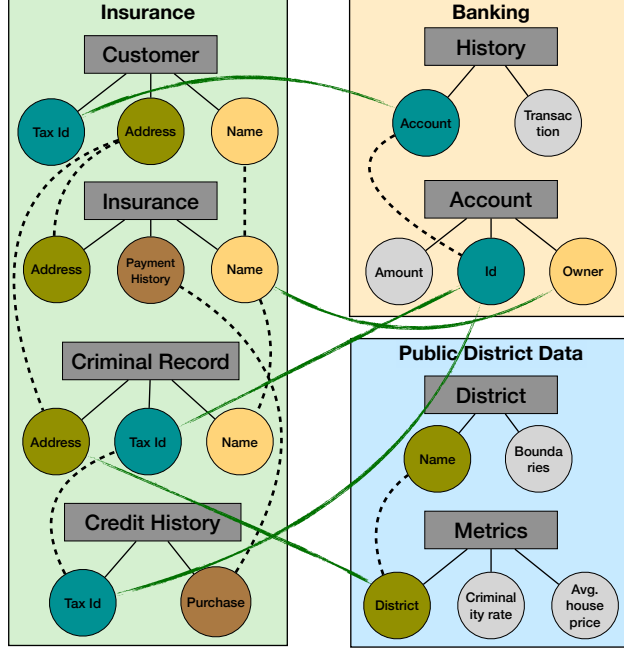 Insurance
Customer
Tax Id
Address
Name
Insurance
Address
Payment
History
Name
Criminal Record
Address
Tax Id
Name
Credit History
Tax Id
Purchase
Banking
History
Account
Transac
tion
Account
Amount
Id
Owner
Public District Data
District
Name
Bounda
ries
Metrics
District
Criminal
ity rate
Avg.
house
price